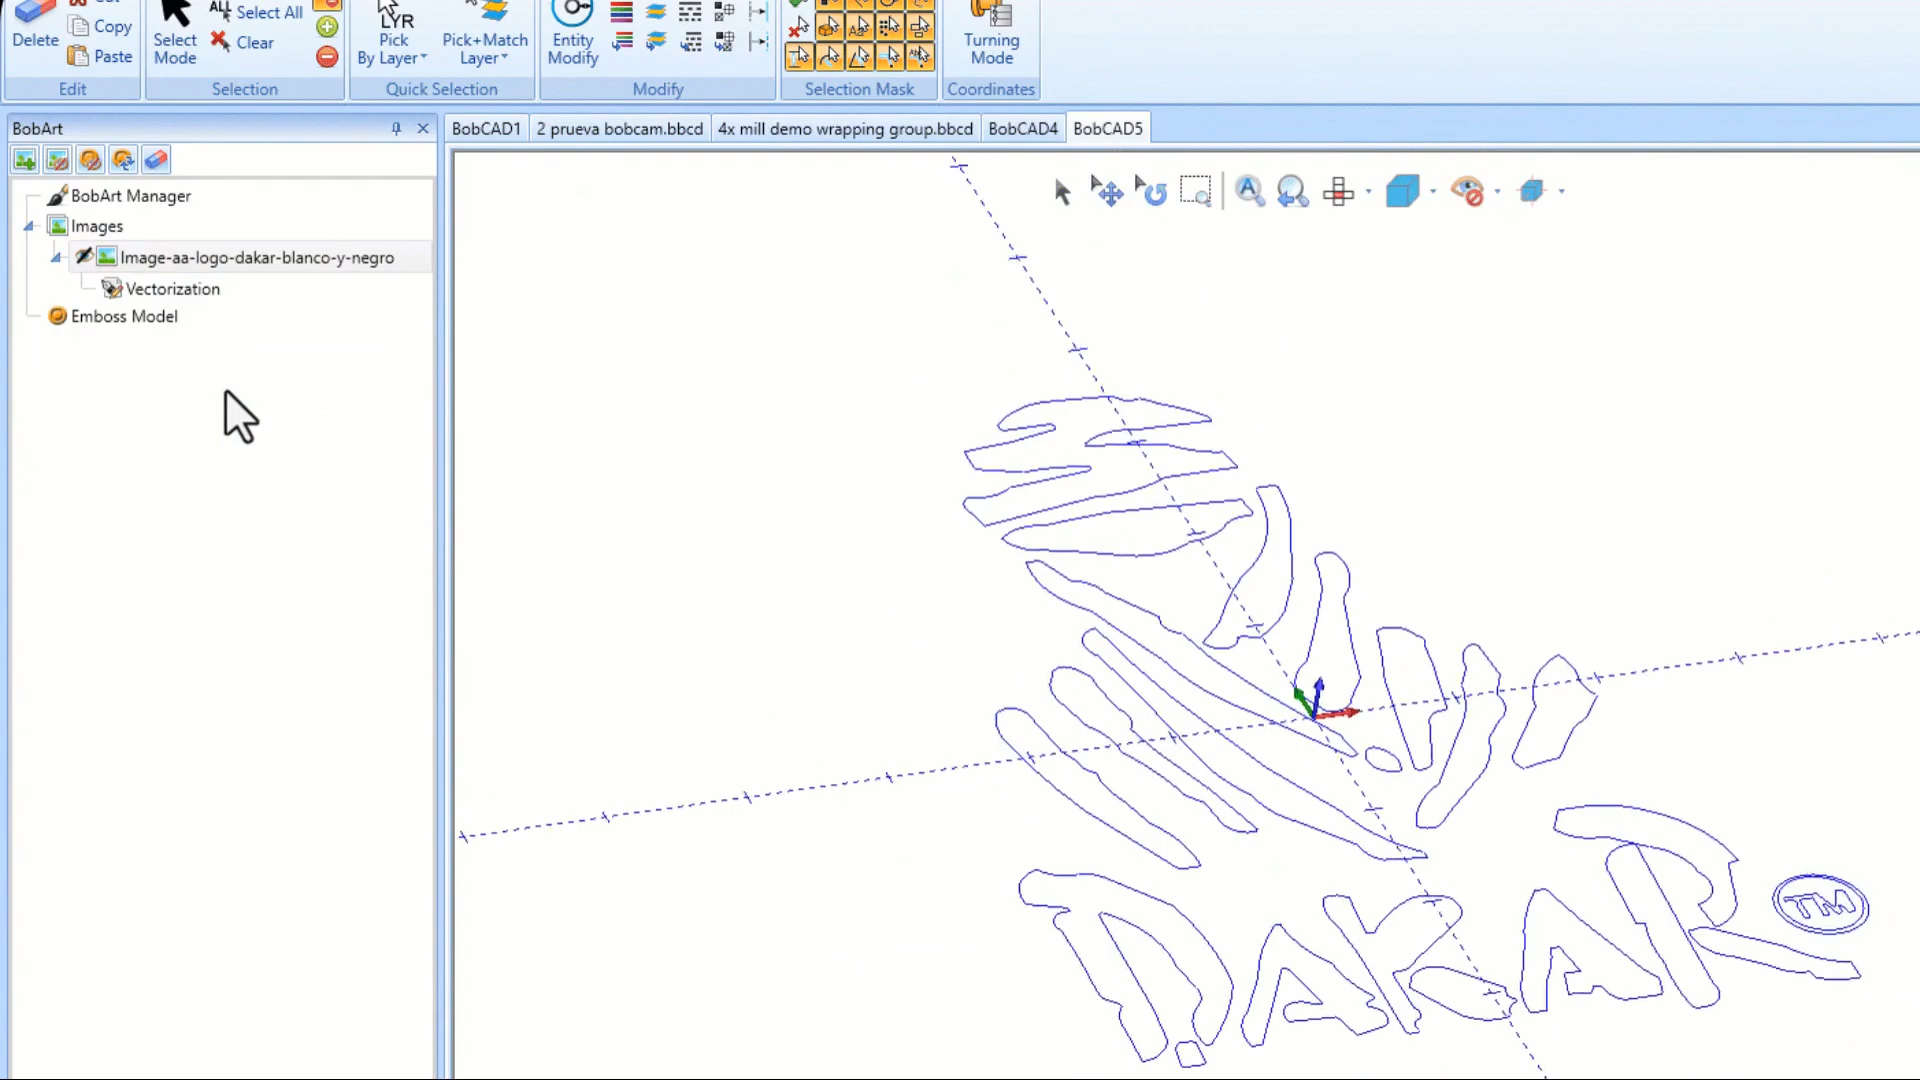 Cut
Delete
Copy
Paste
Edit
ALL Select All
Select
Mode
Clear
Selection
LYR
Pick
By Layer
Pick+Match
Layer
Quick Selection
Entity
Modify
Modify
Selection Mask
Turning
Mode
Coordinates
BobArt
BobCAD1
2 prueva bobcam.bbcd
4x mill demo wrapping group.bbcd
BobCAD4
BobCAD5
BobArt Manager
Images
Image-aa-logo-dakar-blanco-y-negro
Vectorization
Emboss Model
DAKAR
TM